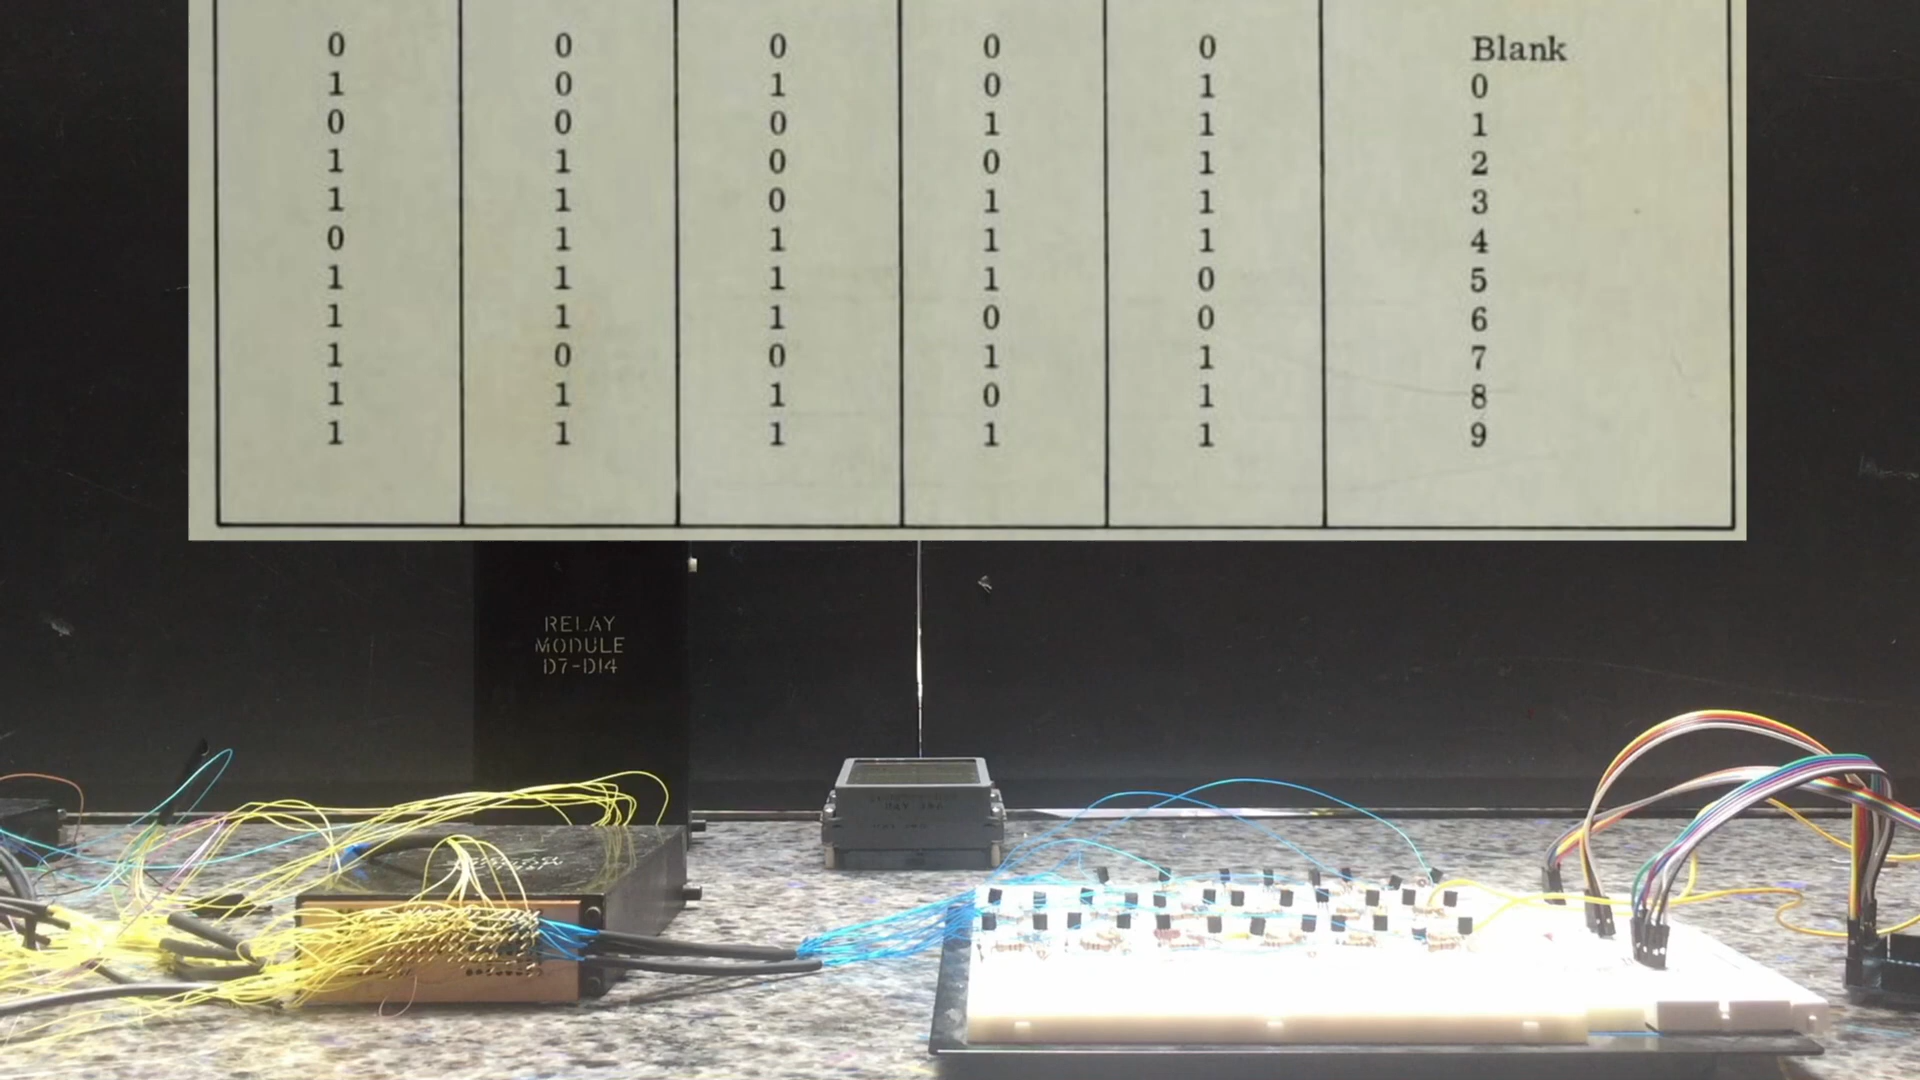 0 0 0 0 0 Blank
1 0 1 0 1 0
0 0 0 1 1 1
1 1 0 0 1 2
1 1 0 1 1 3
0 1 1 1 1 4
1 1 1 1 0 5
1 1 1 0 0 6
1 0 0 1 1 7
1 1 1 0 1 8
1 1 1 1 1 9
RELAY
MODULE
D7-D14